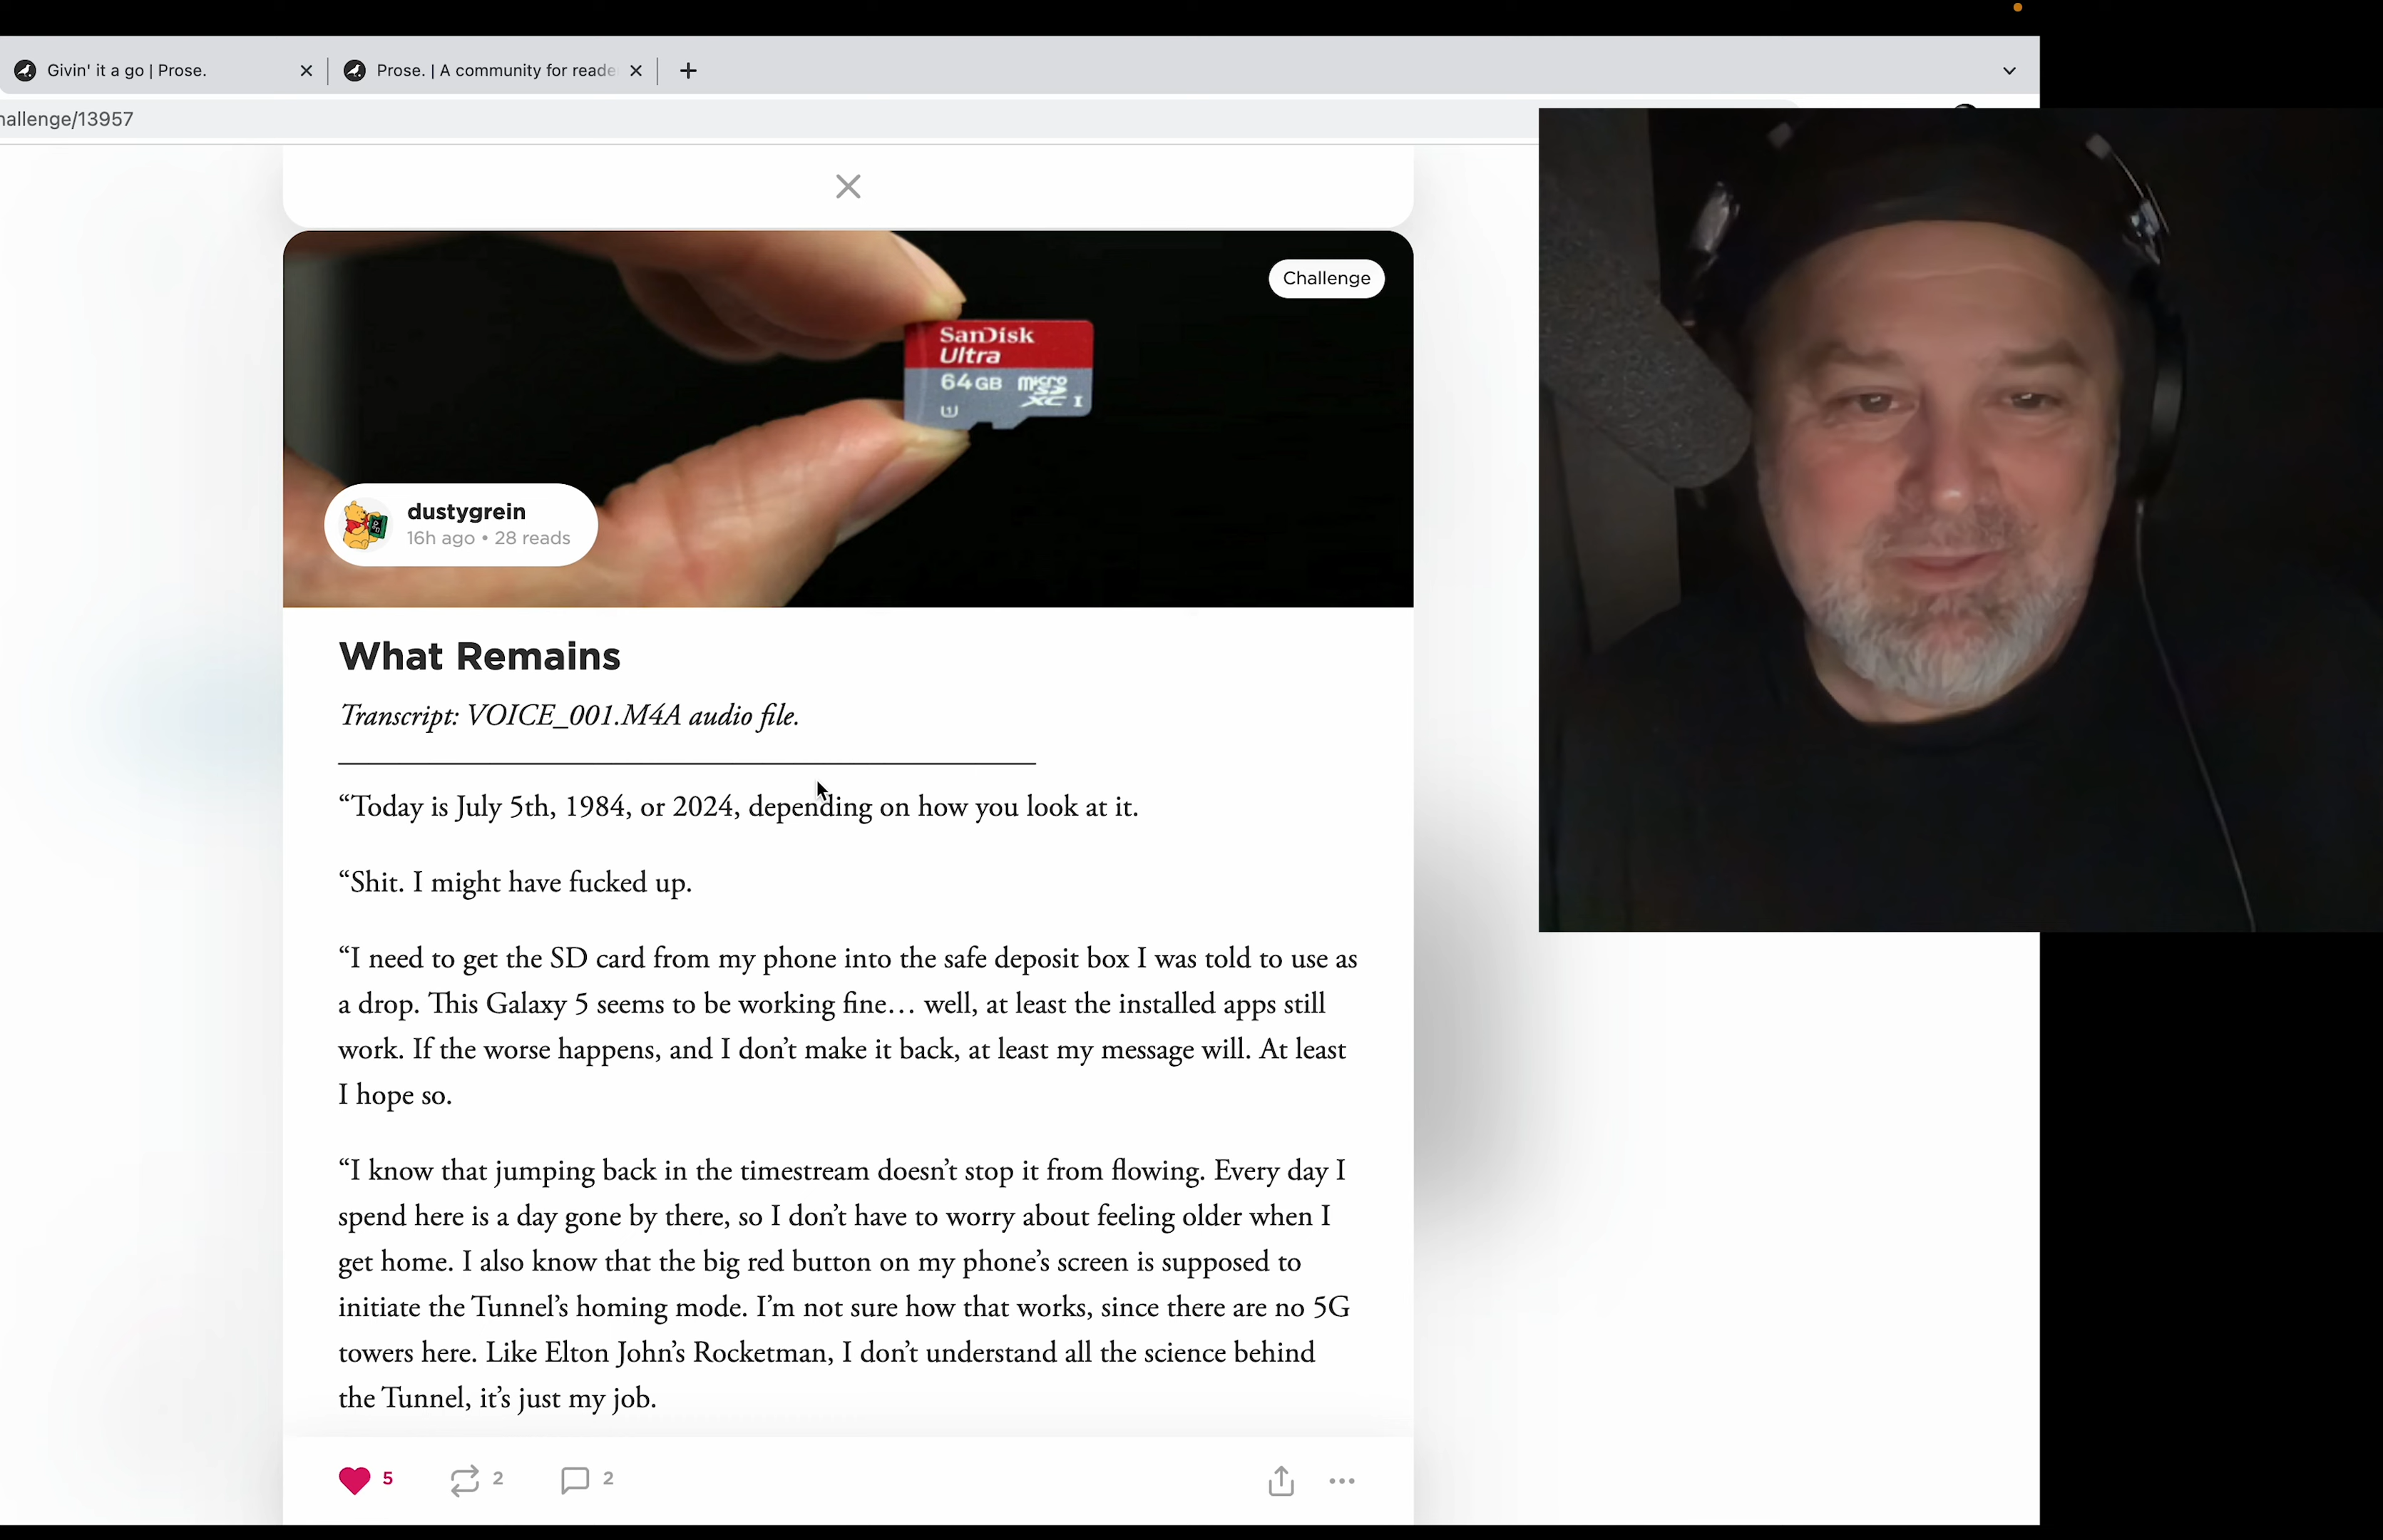 Givin' it a go | Prose.
Prose. | A community for reade
hallenge/13957
Challenge
SanDisk
Ultra
64GB micro
SD
XC I
U1
dustygrein
16h ago • 28 reads
What Remains
Transcript: VOICE_001.M4A audio file.
“Today is July 5th, 1984, or 2024, depending on how you look at it.
“Shit. I might have fucked up.
“I need to get the SD card from my phone into the safe deposit box I was told to use as
a drop. This Galaxy 5 seems to be working fine… well, at least the installed apps still
work. If the worse happens, and I don’t make it back, at least my message will. At least
I hope so.
“I know that jumping back in the timestream doesn’t stop it from flowing. Every day I
spend here is a day gone by there, so I don’t have to worry about feeling older when I
get home. I also know that the big red button on my phone’s screen is supposed to
initiate the Tunnel’s homing mode. I’m not sure how that works, since there are no 5G
towers here. Like Elton John’s Rocketman, I don’t understand all the science behind
the Tunnel, it’s just my job.
5
2
2